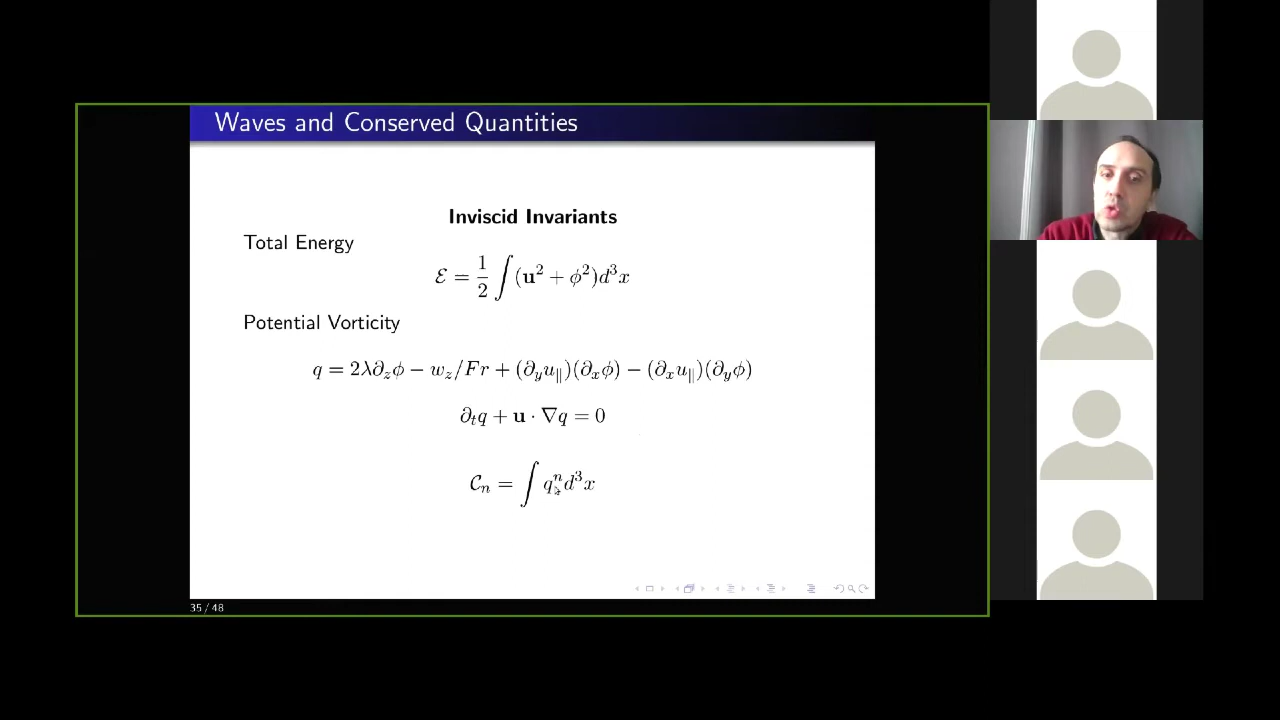 Waves and Conserved Quantities
Inviscid Invariants
Total Energy
ℰ = 1/2 ∫ (𝐮² + ϕ²)d³x
Potential Vorticity
q = 2λ∂_zϕ − w_z/Fr + (∂_yu_∥)(∂_xϕ) − (∂_xu_∥)(∂_yϕ)
∂_tq + 𝐮 · ∇q = 0
𝒞_n = ∫ qⁿd³x
35 / 48